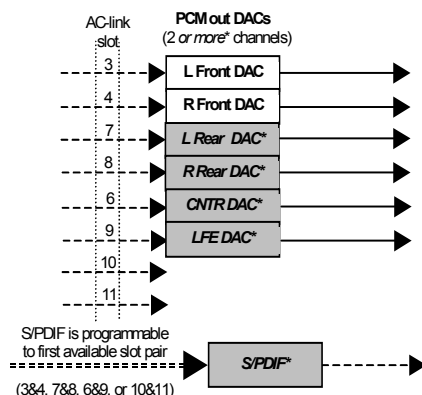 AC-link
slot
PCM out DACs
(2 or more* channels)
3
L Front DAC
4
R Front DAC
7
L Rear DAC*
8
R Rear DAC*
6
CNTR DAC*
9
LFE DAC*
10
11
S/PDIF is programmable
to first available slot pair
S/PDIF*
(3&4, 7&8, 6&9, or 10&11)